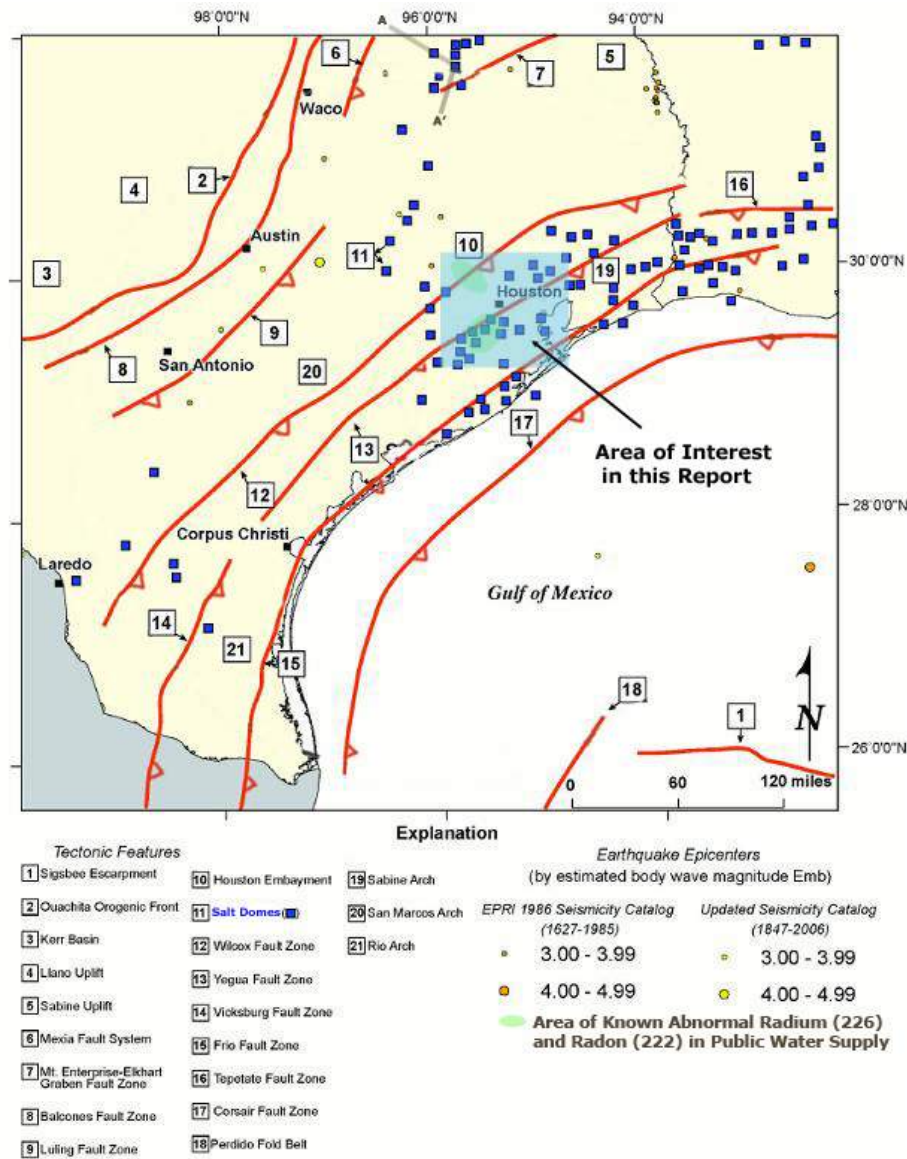 98°0'0"N 96°0'0"N 94°0'0"N
A
6
7
5
Waco
A'
4
2
16
Austin
10
11
30°0'0"N
3
19
Houston
9
8
San Antonio
20
17
13
Area of Interest
in this Report
12
28°0'0"N
Corpus Christi
Laredo
Gulf of Mexico
14
21
15
18
1
N
26°0'0"N
0 60 120 miles
Explanation
Tectonic Features
1 Sigsbee Escarpment
2 Ouachita Orogenic Front
3 Kerr Basin
4 Llano Uplift
5 Sabine Uplift
6 Mexia Fault System
7 Mt. Enterprise-Elkhart
Graben Fault Zone
8 Balcones Fault Zone
9 Luling Fault Zone
10 Houston Embayment
11 Salt Domes ( )
12 Wilcox Fault Zone
13 Yegua Fault Zone
14 Vicksburg Fault Zone
15 Frio Fault Zone
16 Tepetate Fault Zone
17 Corsair Fault Zone
18 Perdido Fold Belt
19 Sabine Arch
20 San Marcos Arch
21 Rio Arch
Earthquake Epicenters
(by estimated body wave magnitude Emb)
EPRI 1986 Seismicity Catalog
(1627-1985)
3.00 - 3.99
4.00 - 4.99
Updated Seismicity Catalog
(1847-2006)
3.00 - 3.99
4.00 - 4.99
Area of Known Abnormal Radium (226)
and Radon (222) in Public Water Supply